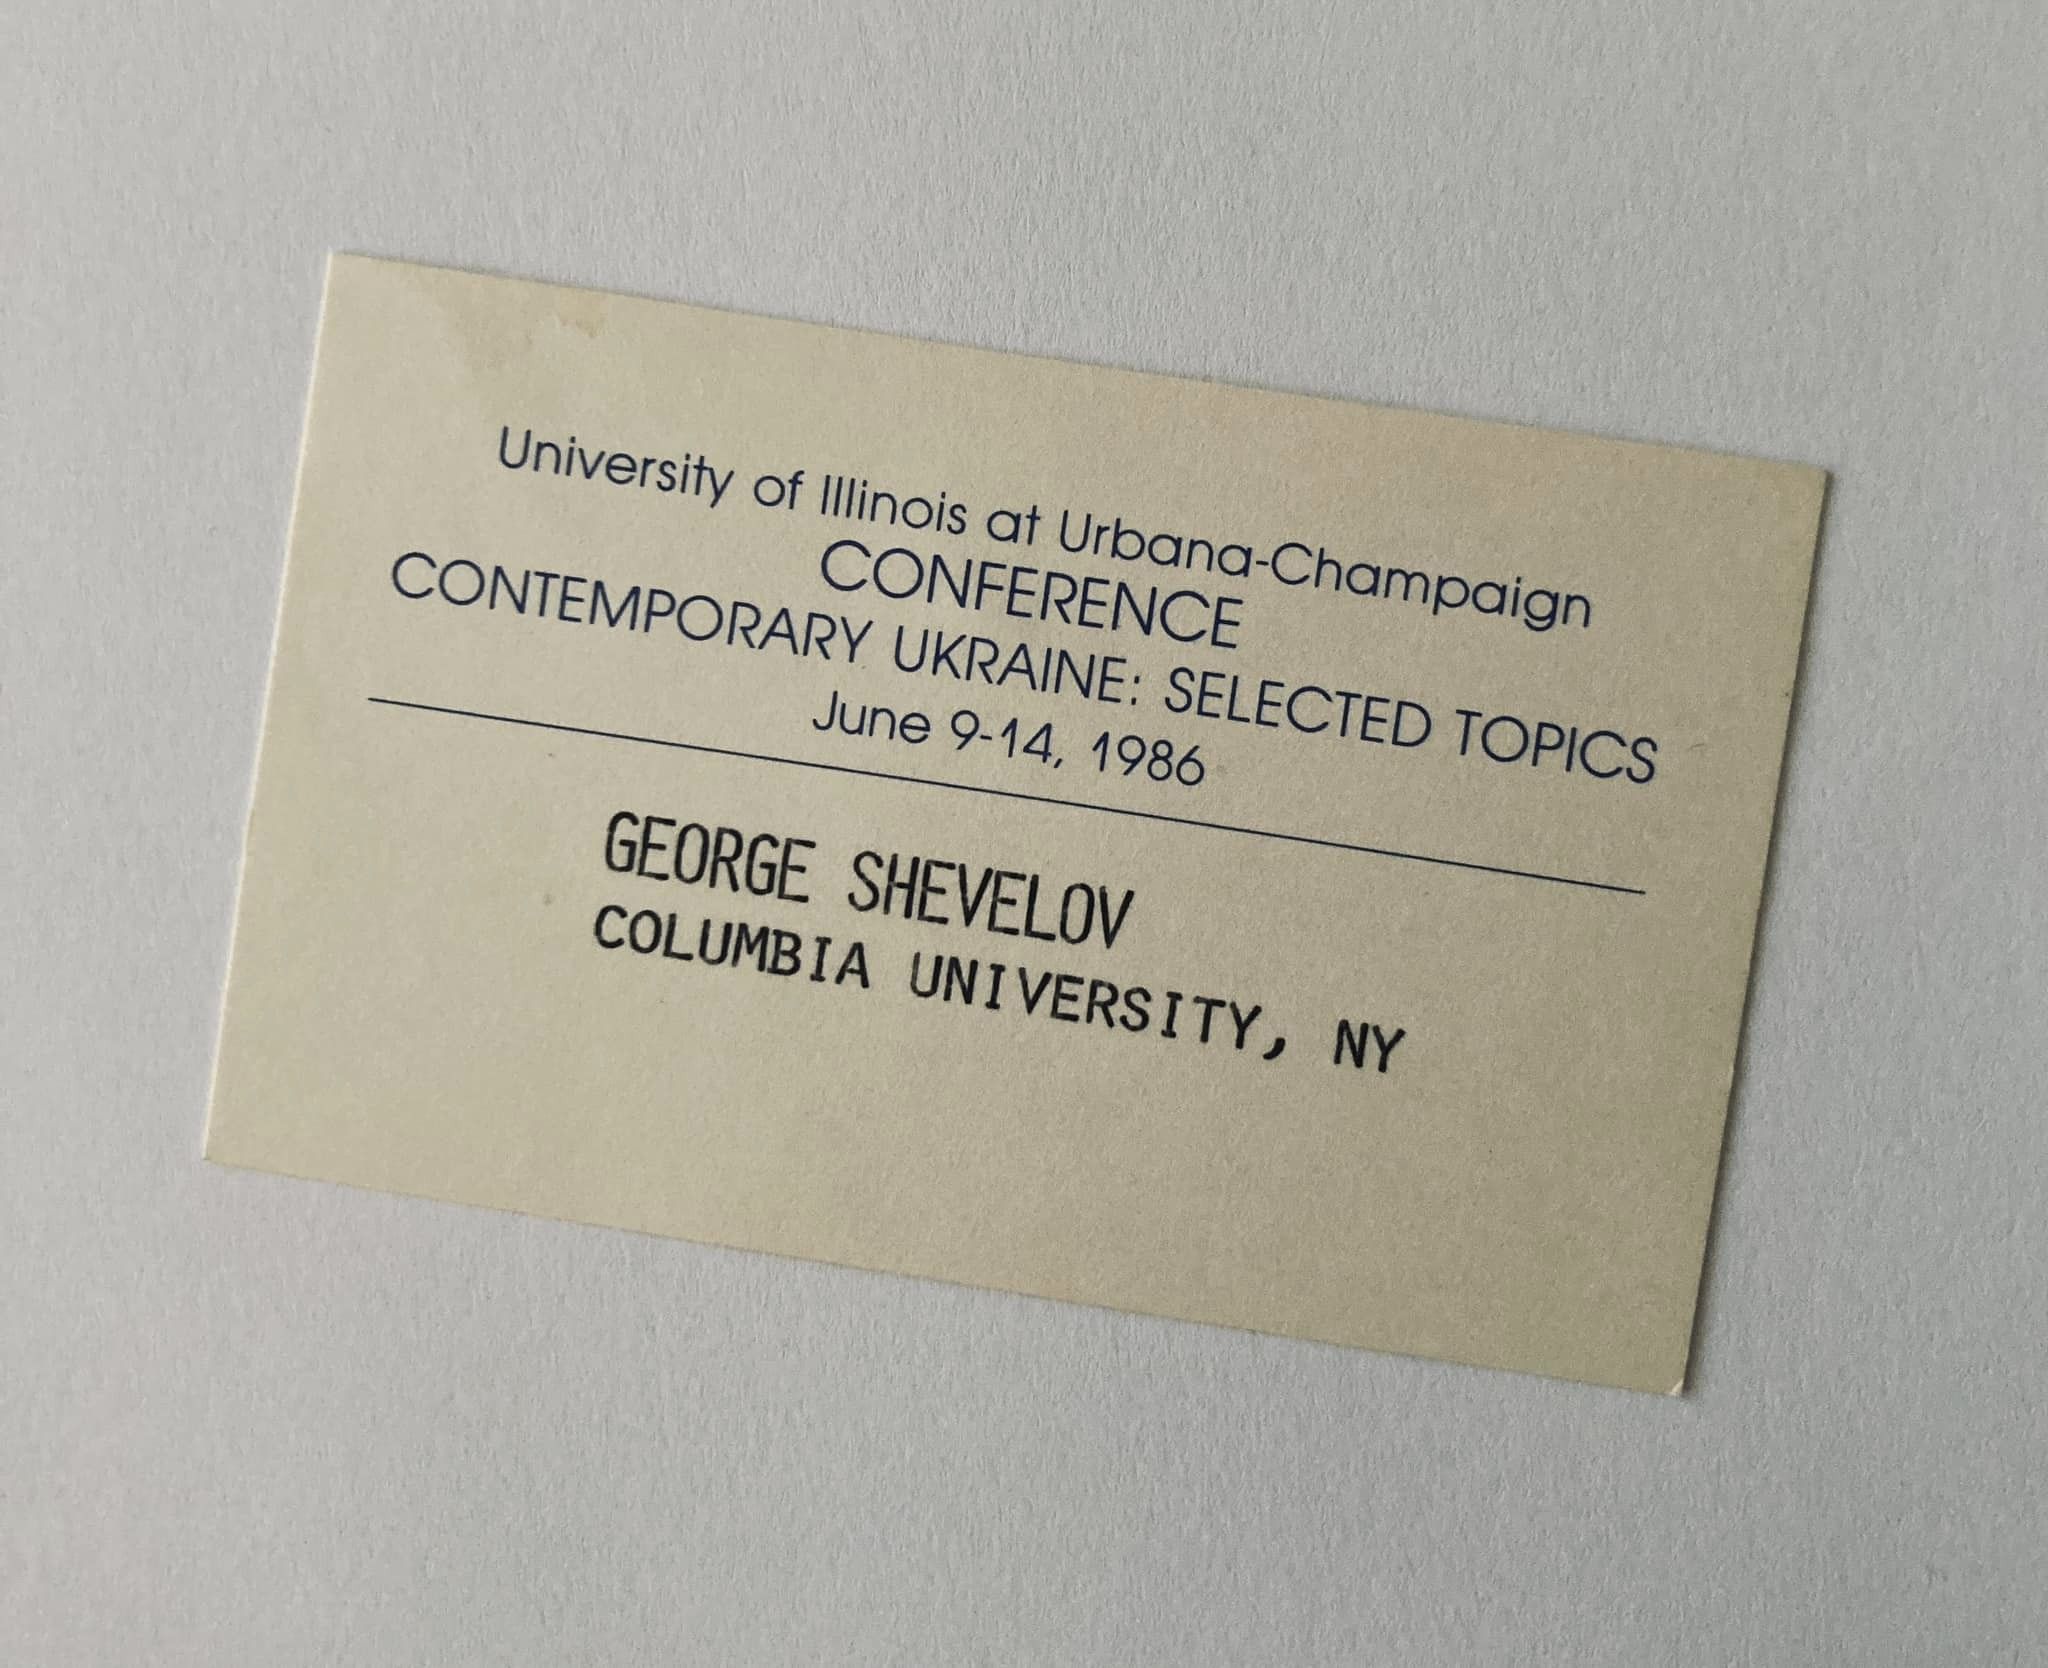 University of Illinois at Urbana-Champaign
CONFERENCE
CONTEMPORARY UKRAINE: SELECTED TOPICS
June 9-14, 1986
GEORGE SHEVELOV
COLUMBIA UNIVERSITY, NY